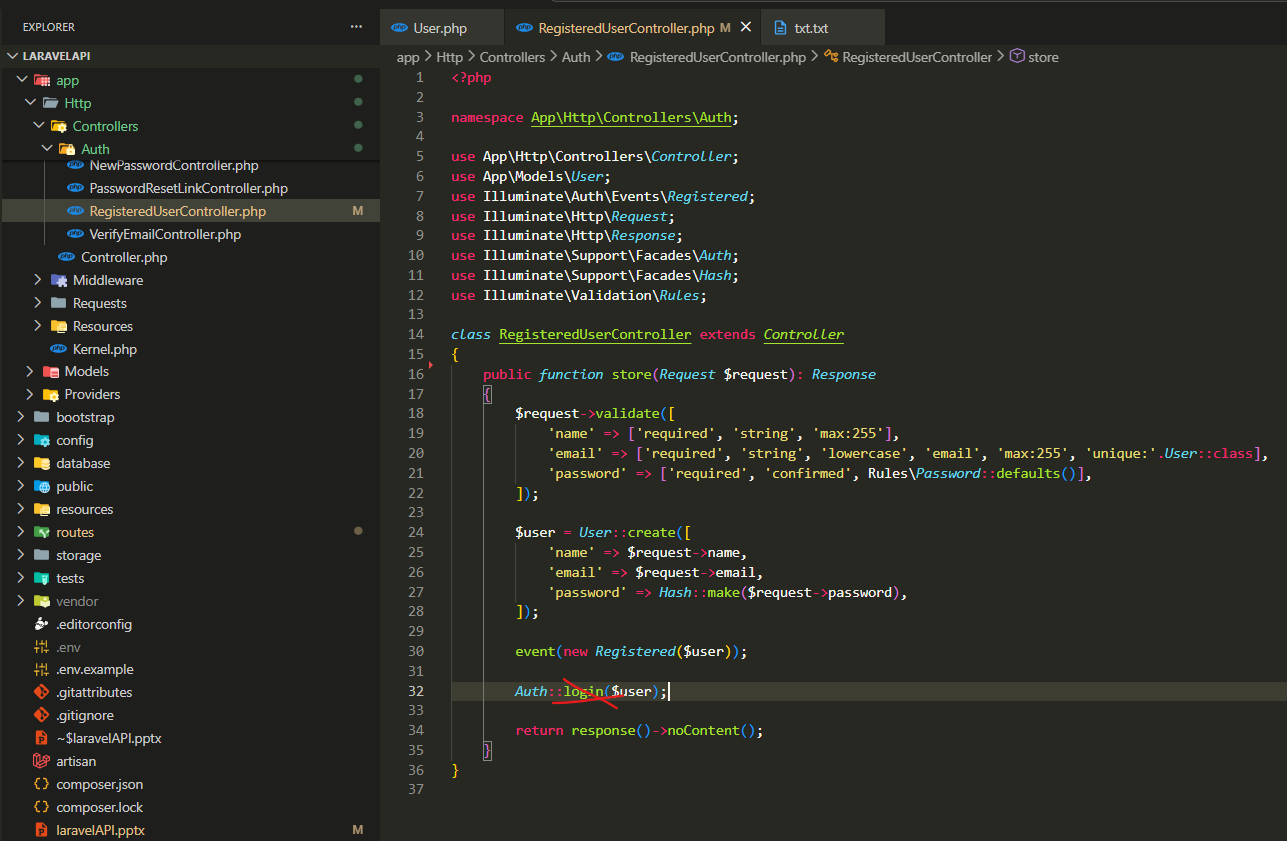 EXPLORER
LARAVELAPI
app
Http
Controllers
Auth
NewPasswordController.php
PasswordResetLinkController.php
RegisteredUserController.php M
VerifyEmailController.php
Controller.php
Middleware
Requests
Resources
Kernel.php
Models
Providers
bootstrap
config
database
public
resources
routes
storage
tests
vendor
.editorconfig
.env
.env.example
.gitattributes
.gitignore
~$laravelAPI.pptx
artisan
composer.json
composer.lock
laravelAPI.pptx M
User.php RegisteredUserController.php M txt.txt
app > Http > Controllers > Auth > RegisteredUserController.php > RegisteredUserController > store
1 <?php
2
3 namespace App\Http\Controllers\Auth;
4
5 use App\Http\Controllers\Controller;
6 use App\Models\User;
7 use Illuminate\Auth\Events\Registered;
8 use Illuminate\Http\Request;
9 use Illuminate\Http\Response;
10 use Illuminate\Support\Facades\Auth;
11 use Illuminate\Support\Facades\Hash;
12 use Illuminate\Validation\Rules;
13
14 class RegisteredUserController extends Controller
15 {
16     public function store(Request $request): Response
17     {
18         $request->validate([
19             'name' => ['required', 'string', 'max:255'],
20             'email' => ['required', 'string', 'lowercase', 'email', 'max:255', 'unique:'.User::class],
21             'password' => ['required', 'confirmed', Rules\Password::defaults()],
22         ]);
23
24         $user = User::create([
25             'name' => $request->name,
26             'email' => $request->email,
27             'password' => Hash::make($request->password),
28         ]);
29
30         event(new Registered($user));
31
32         Auth::login($user);
33
34         return response()->noContent();
35     }
36 }
37